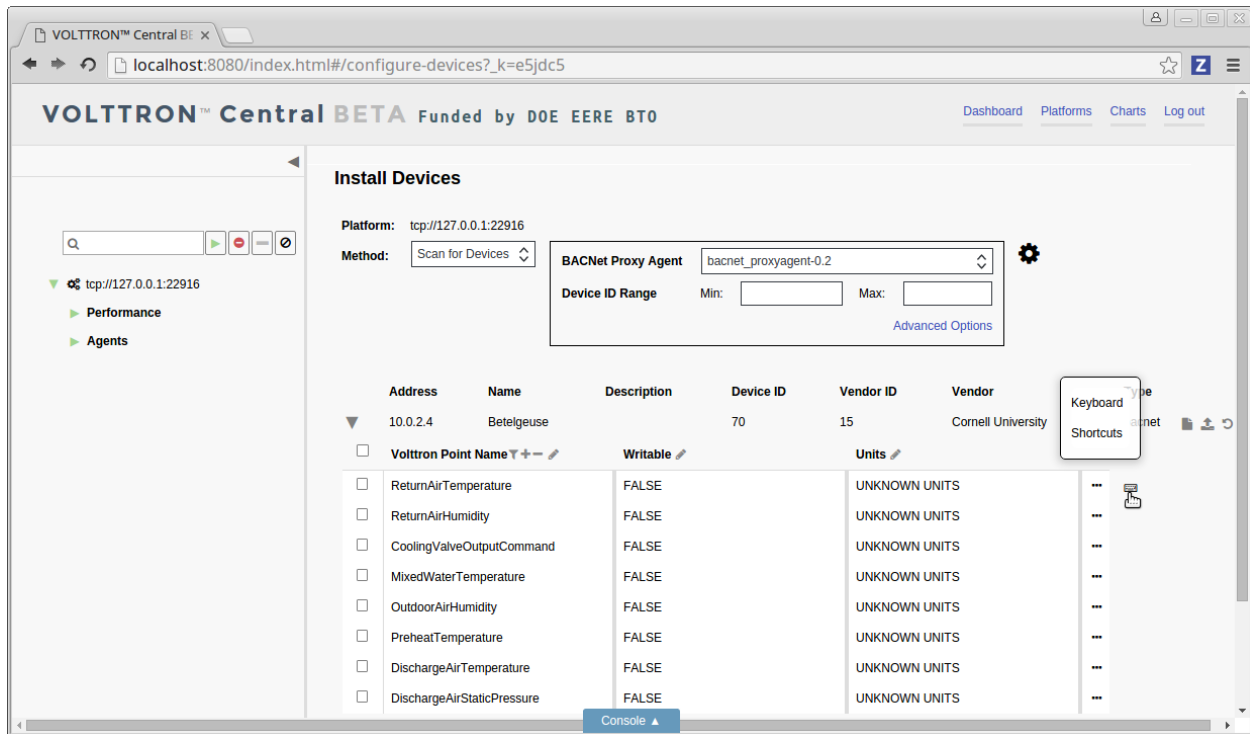 VOLTTRON™ Central BE
localhost:8080/index.html#/configure-devices?_k=e5jdc5
Z
VOLTTRON™ Central BETA Funded by DOE EERE BTO
Dashboard Platforms Charts Log out
Install Devices
Platform: tcp://127.0.0.1:22916
Method: Scan for Devices
BACNet Proxy Agent bacnet_proxyagent-0.2
Device ID Range Min: Max:
Advanced Options
tcp://127.0.0.1:22916
Performance
Agents
Address Name Description Device ID Vendor ID Vendor
10.0.2.4 Betelgeuse 70 15 Cornell University
Keyboard
Shortcuts
Volttron Point Name Writable Units
ReturnAirTemperature FALSE UNKNOWN UNITS
ReturnAirHumidity FALSE UNKNOWN UNITS
CoolingValveOutputCommand FALSE UNKNOWN UNITS
MixedWaterTemperature FALSE UNKNOWN UNITS
OutdoorAirHumidity FALSE UNKNOWN UNITS
PreheatTemperature FALSE UNKNOWN UNITS
DischargeAirTemperature FALSE UNKNOWN UNITS
DischargeAirStaticPressure FALSE UNKNOWN UNITS
Console ▲